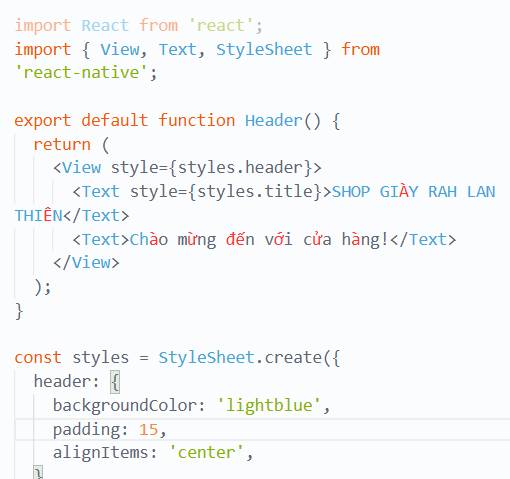 import React from 'react';
import { View, Text, StyleSheet } from
'react-native';
export default function Header() {
return (
<View style={styles.header}>
<Text style={styles.title}>SHOP GIÀY RAH LAN
THIÊN</Text>
<Text>Chào mừng đến với cửa hàng!</Text>
</View>
);
}
const styles = StyleSheet.create({
header: {
backgroundColor: 'lightblue',
padding: 15,
alignItems: 'center',
}